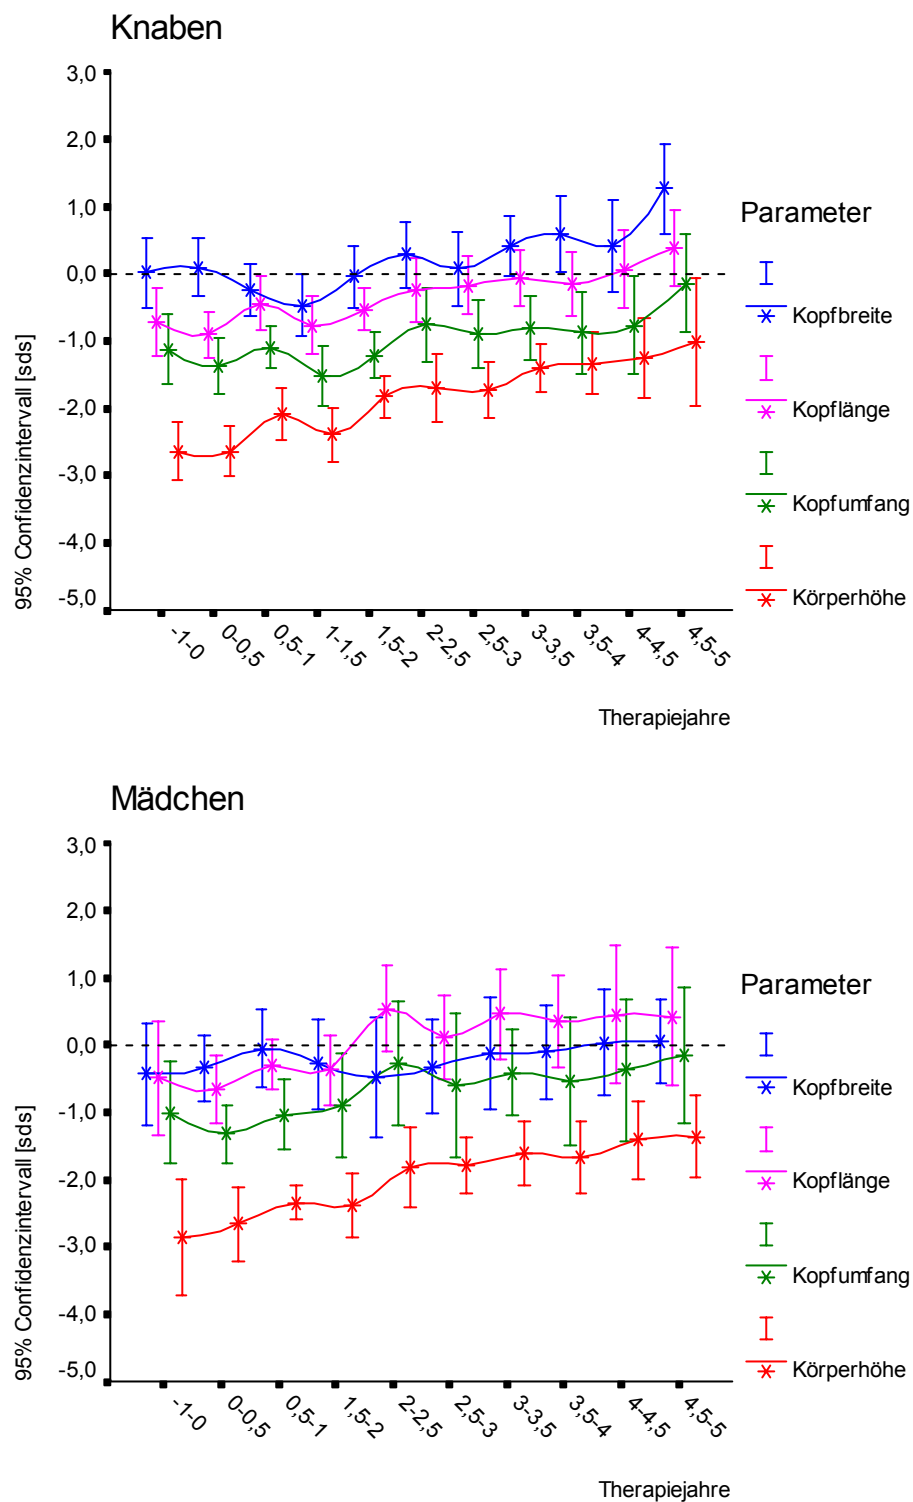 Knaben
3,0
2,0
1,0
0,0
-1,0
-2,0
-3,0
-4,0
-5,0
95% Confidenzintervall [sds]
-1-0
0-0,5
0,5-1
1-1,5
1,5-2
2-2,5
2,5-3
3-3,5
3,5-4
4-4,5
4,5-5
Therapiejahre
Parameter
Kopfbreite
Kopflänge
Kopfumfang
Körperhöhe
Mädchen
3,0
2,0
1,0
0,0
-1,0
-2,0
-3,0
-4,0
-5,0
95% Confidenzintervall [sds]
-1-0
0-0,5
0,5-1
1,5-2
2-2,5
2,5-3
3-3,5
3,5-4
4-4,5
4,5-5
Therapiejahre
Parameter
Kopfbreite
Kopflänge
Kopfumfang
Körperhöhe